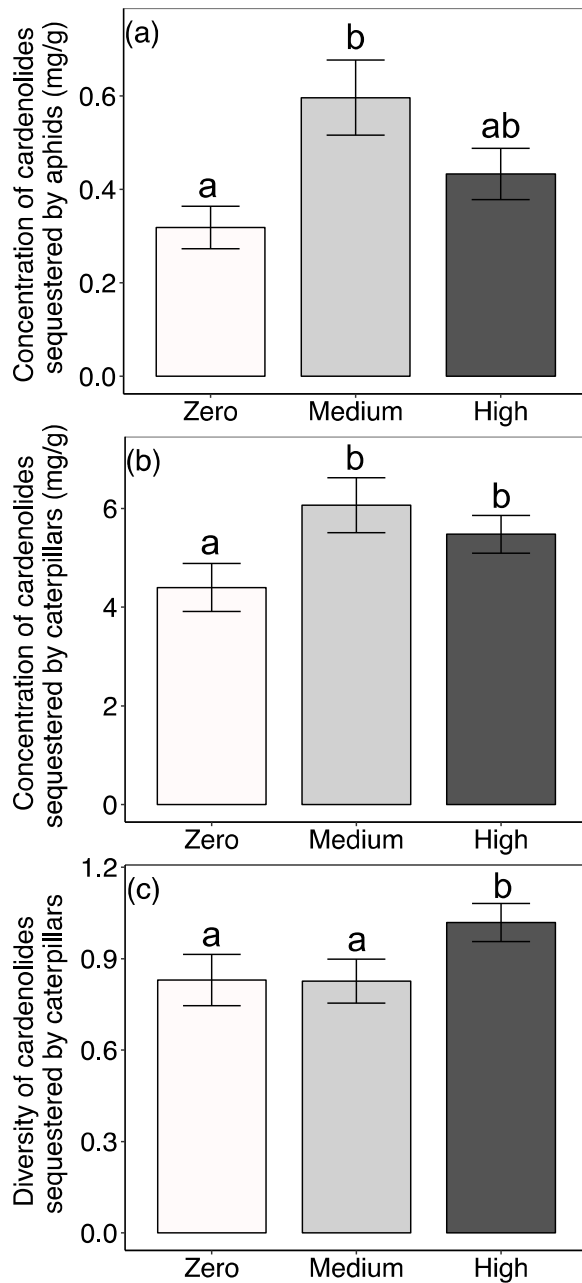 (a)
Concentration of cardenolides
sequestered by aphids (mg/g)
0.6
0.4
0.2
0.0
a
b
ab
Zero
Medium
High
(b)
Concentration of cardenolides
sequestered by caterpillars (mg/g)
6
4
2
0
a
b
b
Zero
Medium
High
(c)
Diversity of cardenolides
sequestered by caterpillars
1.2
0.9
0.6
0.3
0.0
a
a
b
Zero
Medium
High